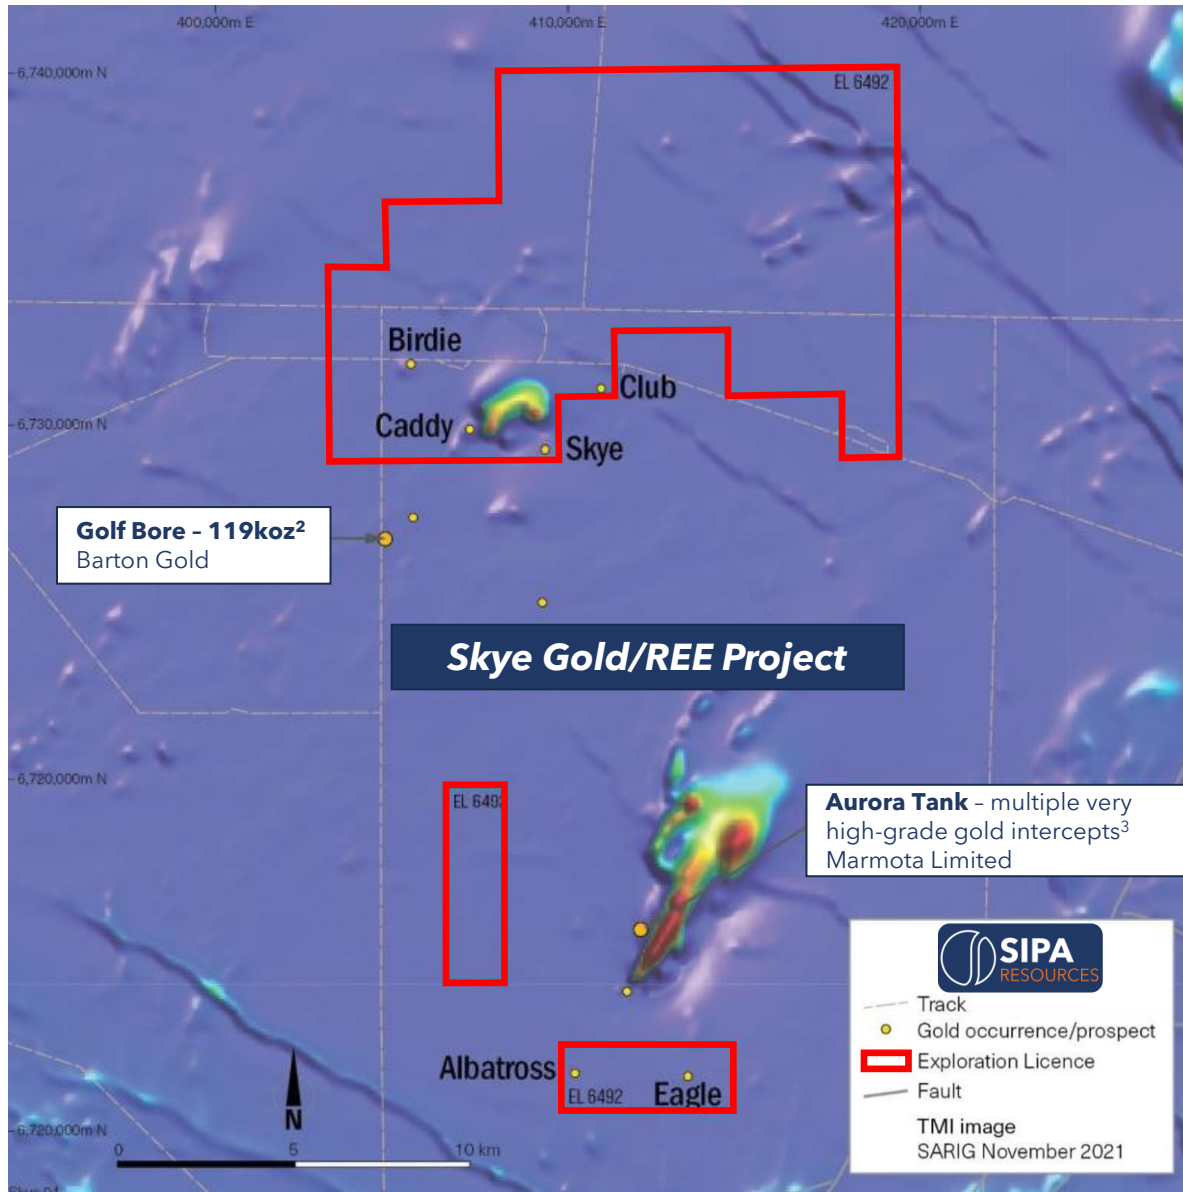 400,000m E
410,000m E
420,000m E
6,740,000m N
EL 6492
Birdie
Club
6,730,000m N
Caddy
Skye
Golf Bore – 119koz²
Barton Gold
Skye Gold/REE Project
6,720,000m N
EL 649
Aurora Tank – multiple very
high-grade gold intercepts³
Marmota Limited
SIPA
RESOURCES
Track
Gold occurrence/prospect
Exploration Licence
Fault
TMI image
SARIG November 2021
Albatross
EL 6492
Eagle
6,720,000m N
N
0 5 10 km